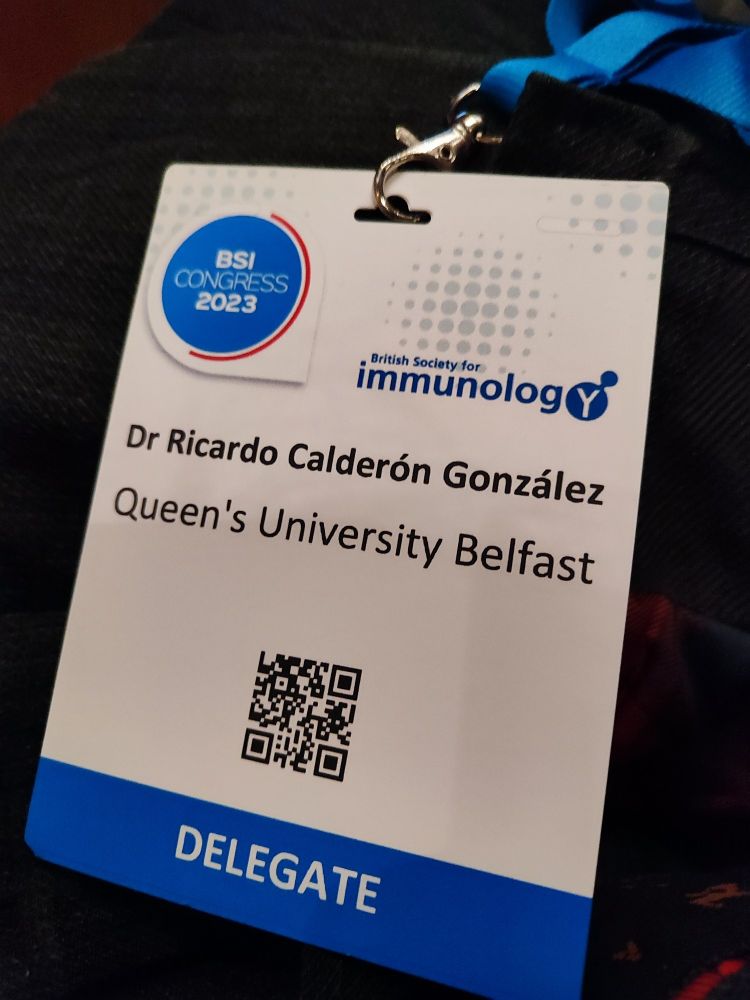 BSI
CONGRESS
2023
British Society for
immunology
Dr Ricardo Calderón González
Queen's University Belfast
DELEGATE